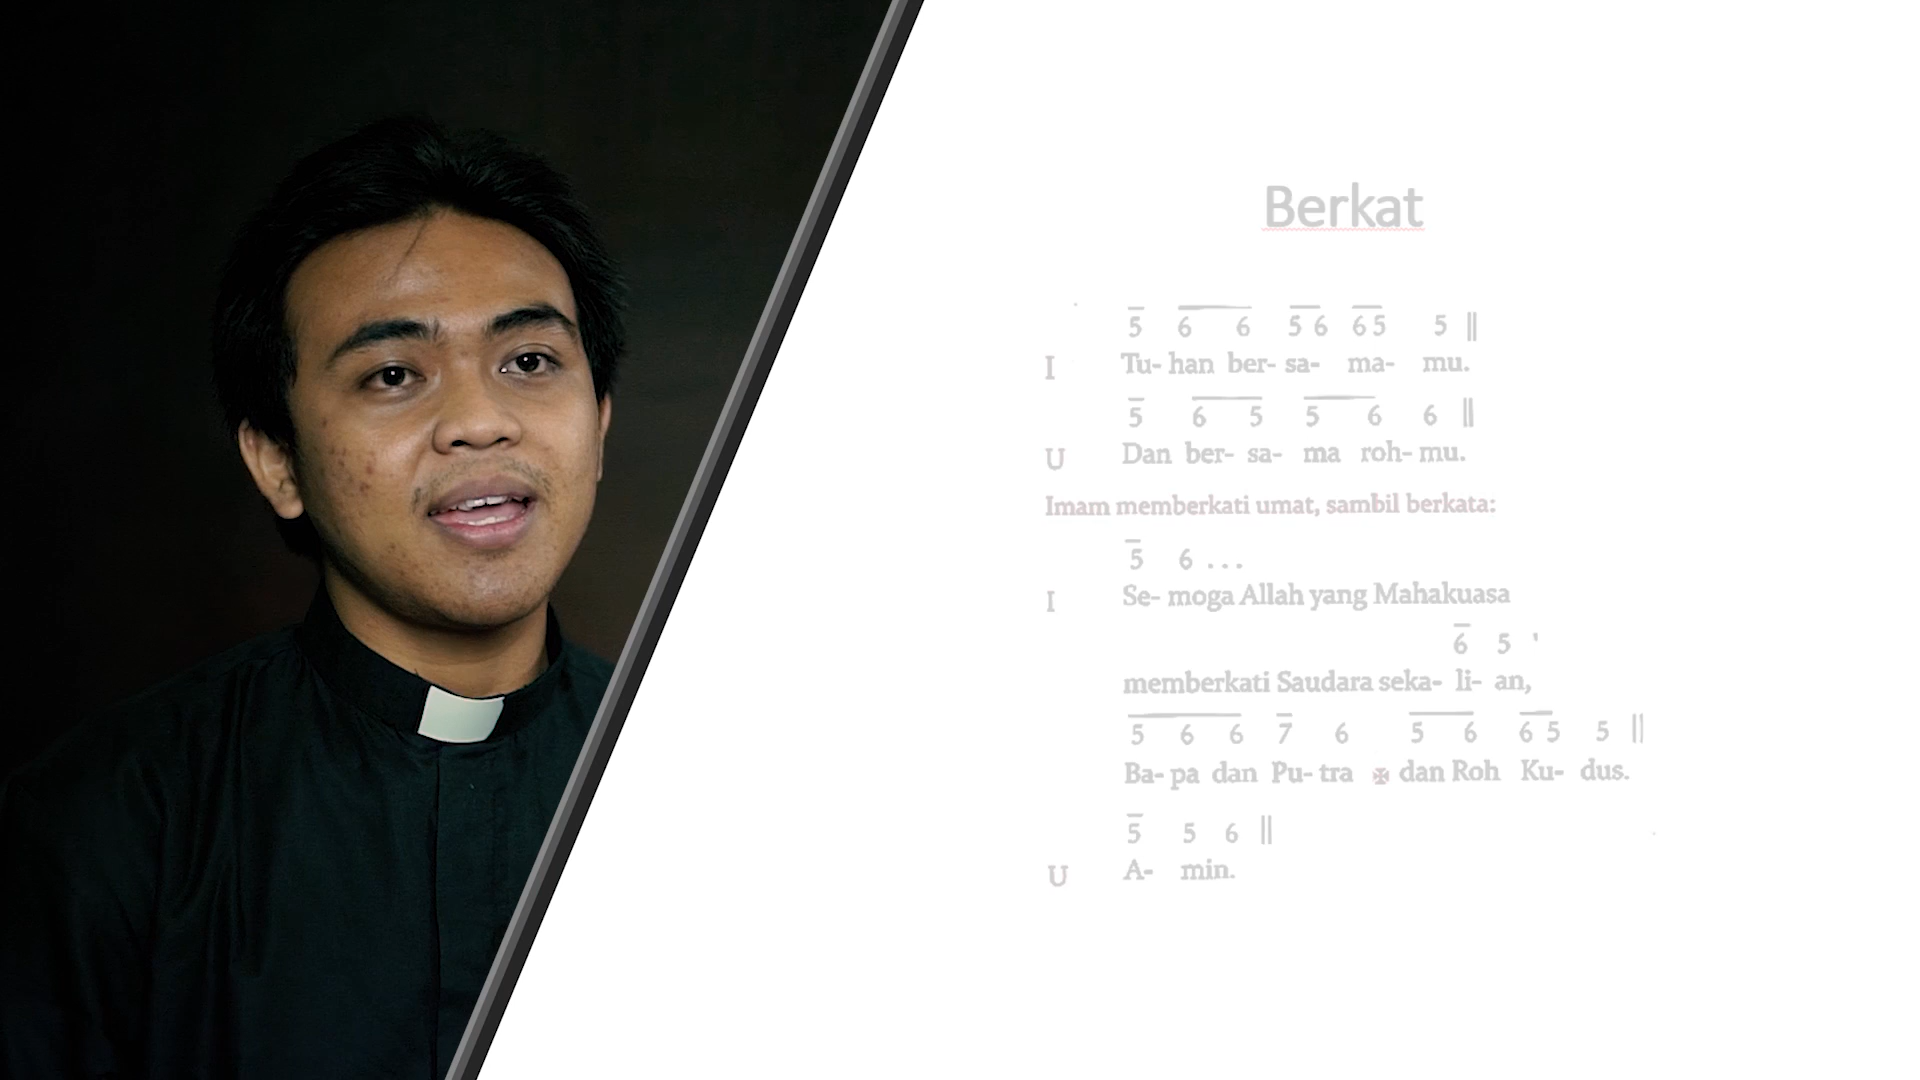 Berkat
5 6 6 5 6 6 5 5 ||
I Tu- han ber- sa- ma- mu.
5 6 5 5 6 6 ||
U Dan ber- sa- ma roh- mu.
Imam memberkati umat, sambil berkata:
5 6 ...
I Se- moga Allah yang Mahakuasa
6 5 '
memberkati Saudara seka- li- an,
5 6 6 7 6 5 6 6 5 5 ||
Ba- pa dan Pu- tra ✠ dan Roh Ku- dus.
5 5 6 ||
U A- min.